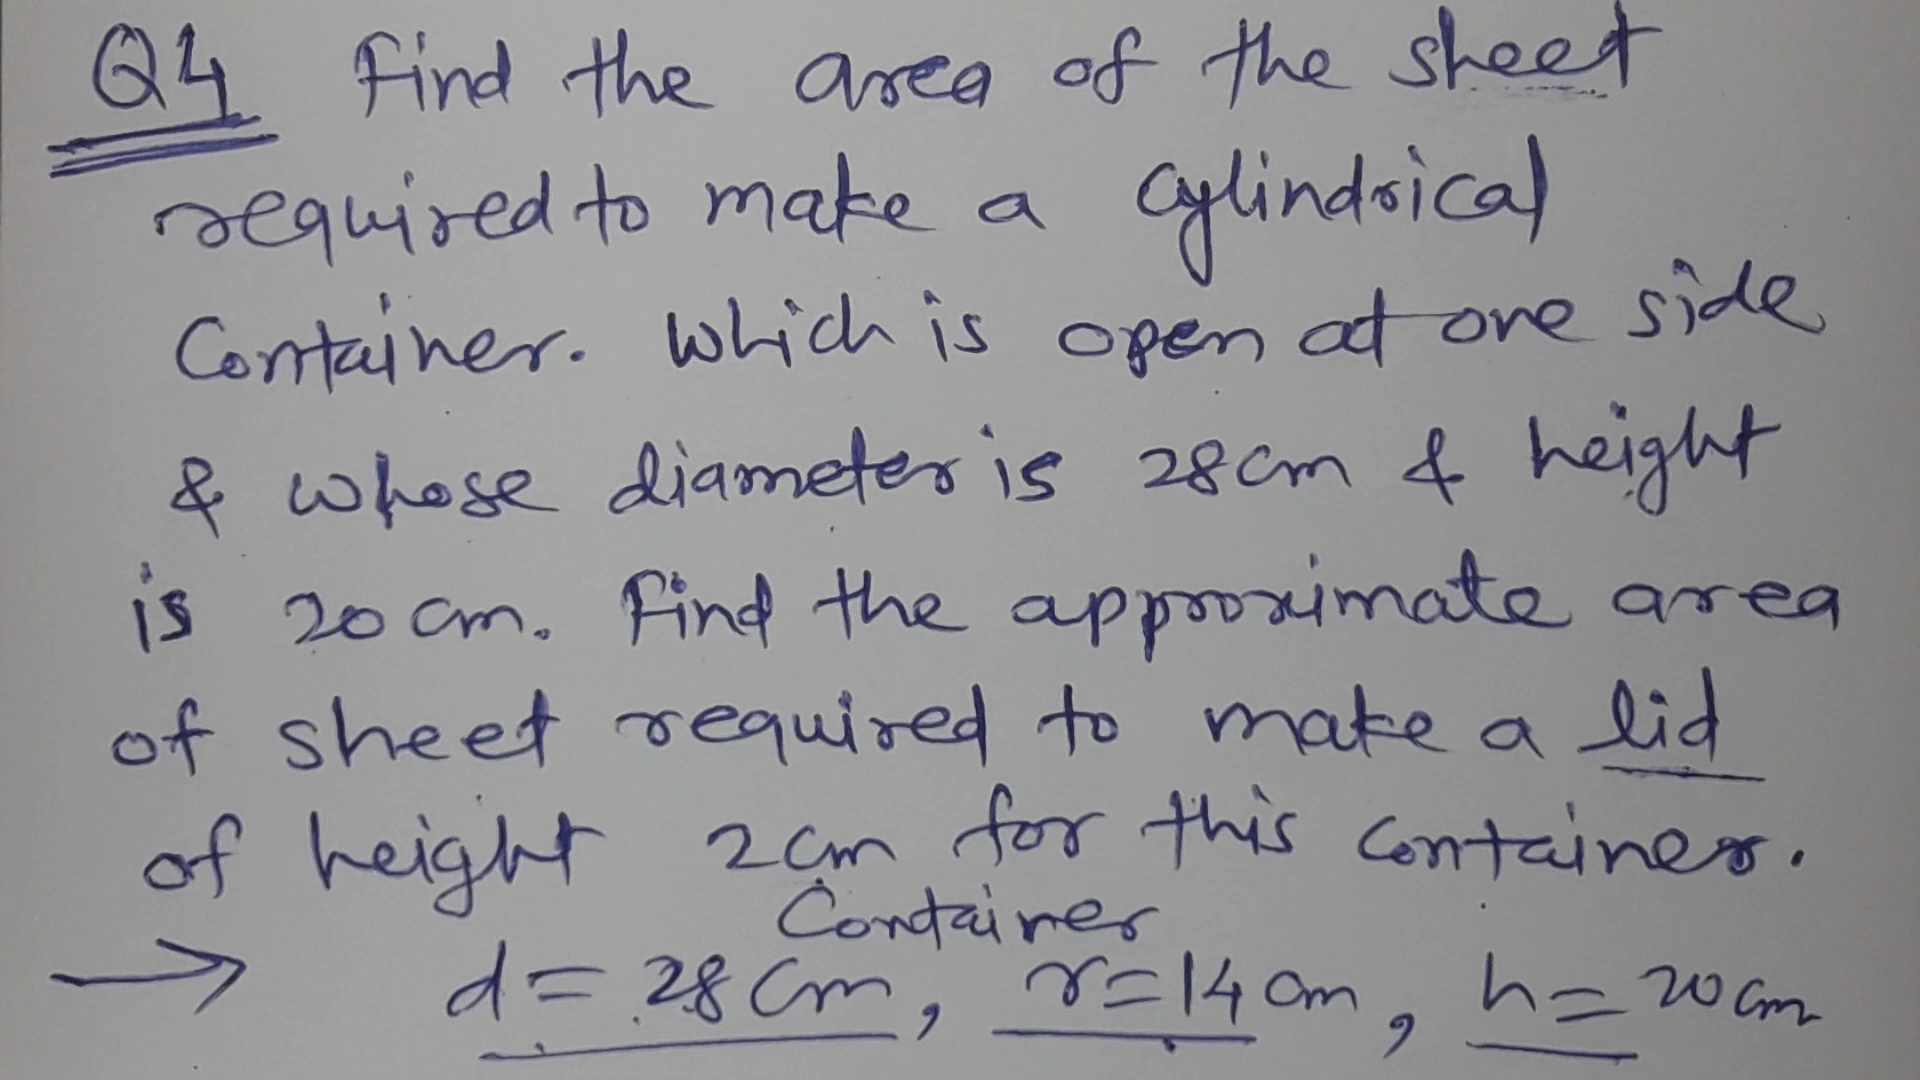 Q4 Find the area of the sheet
required to make a cylindrical
Container. Which is open at one side
& whose diameter is 28cm & height
is 20 cm. Find the approximate area
of sheet required to make a lid
of height 2cm for this container.
Container
→ d = 28 cm, r = 14 cm, h = 20 cm